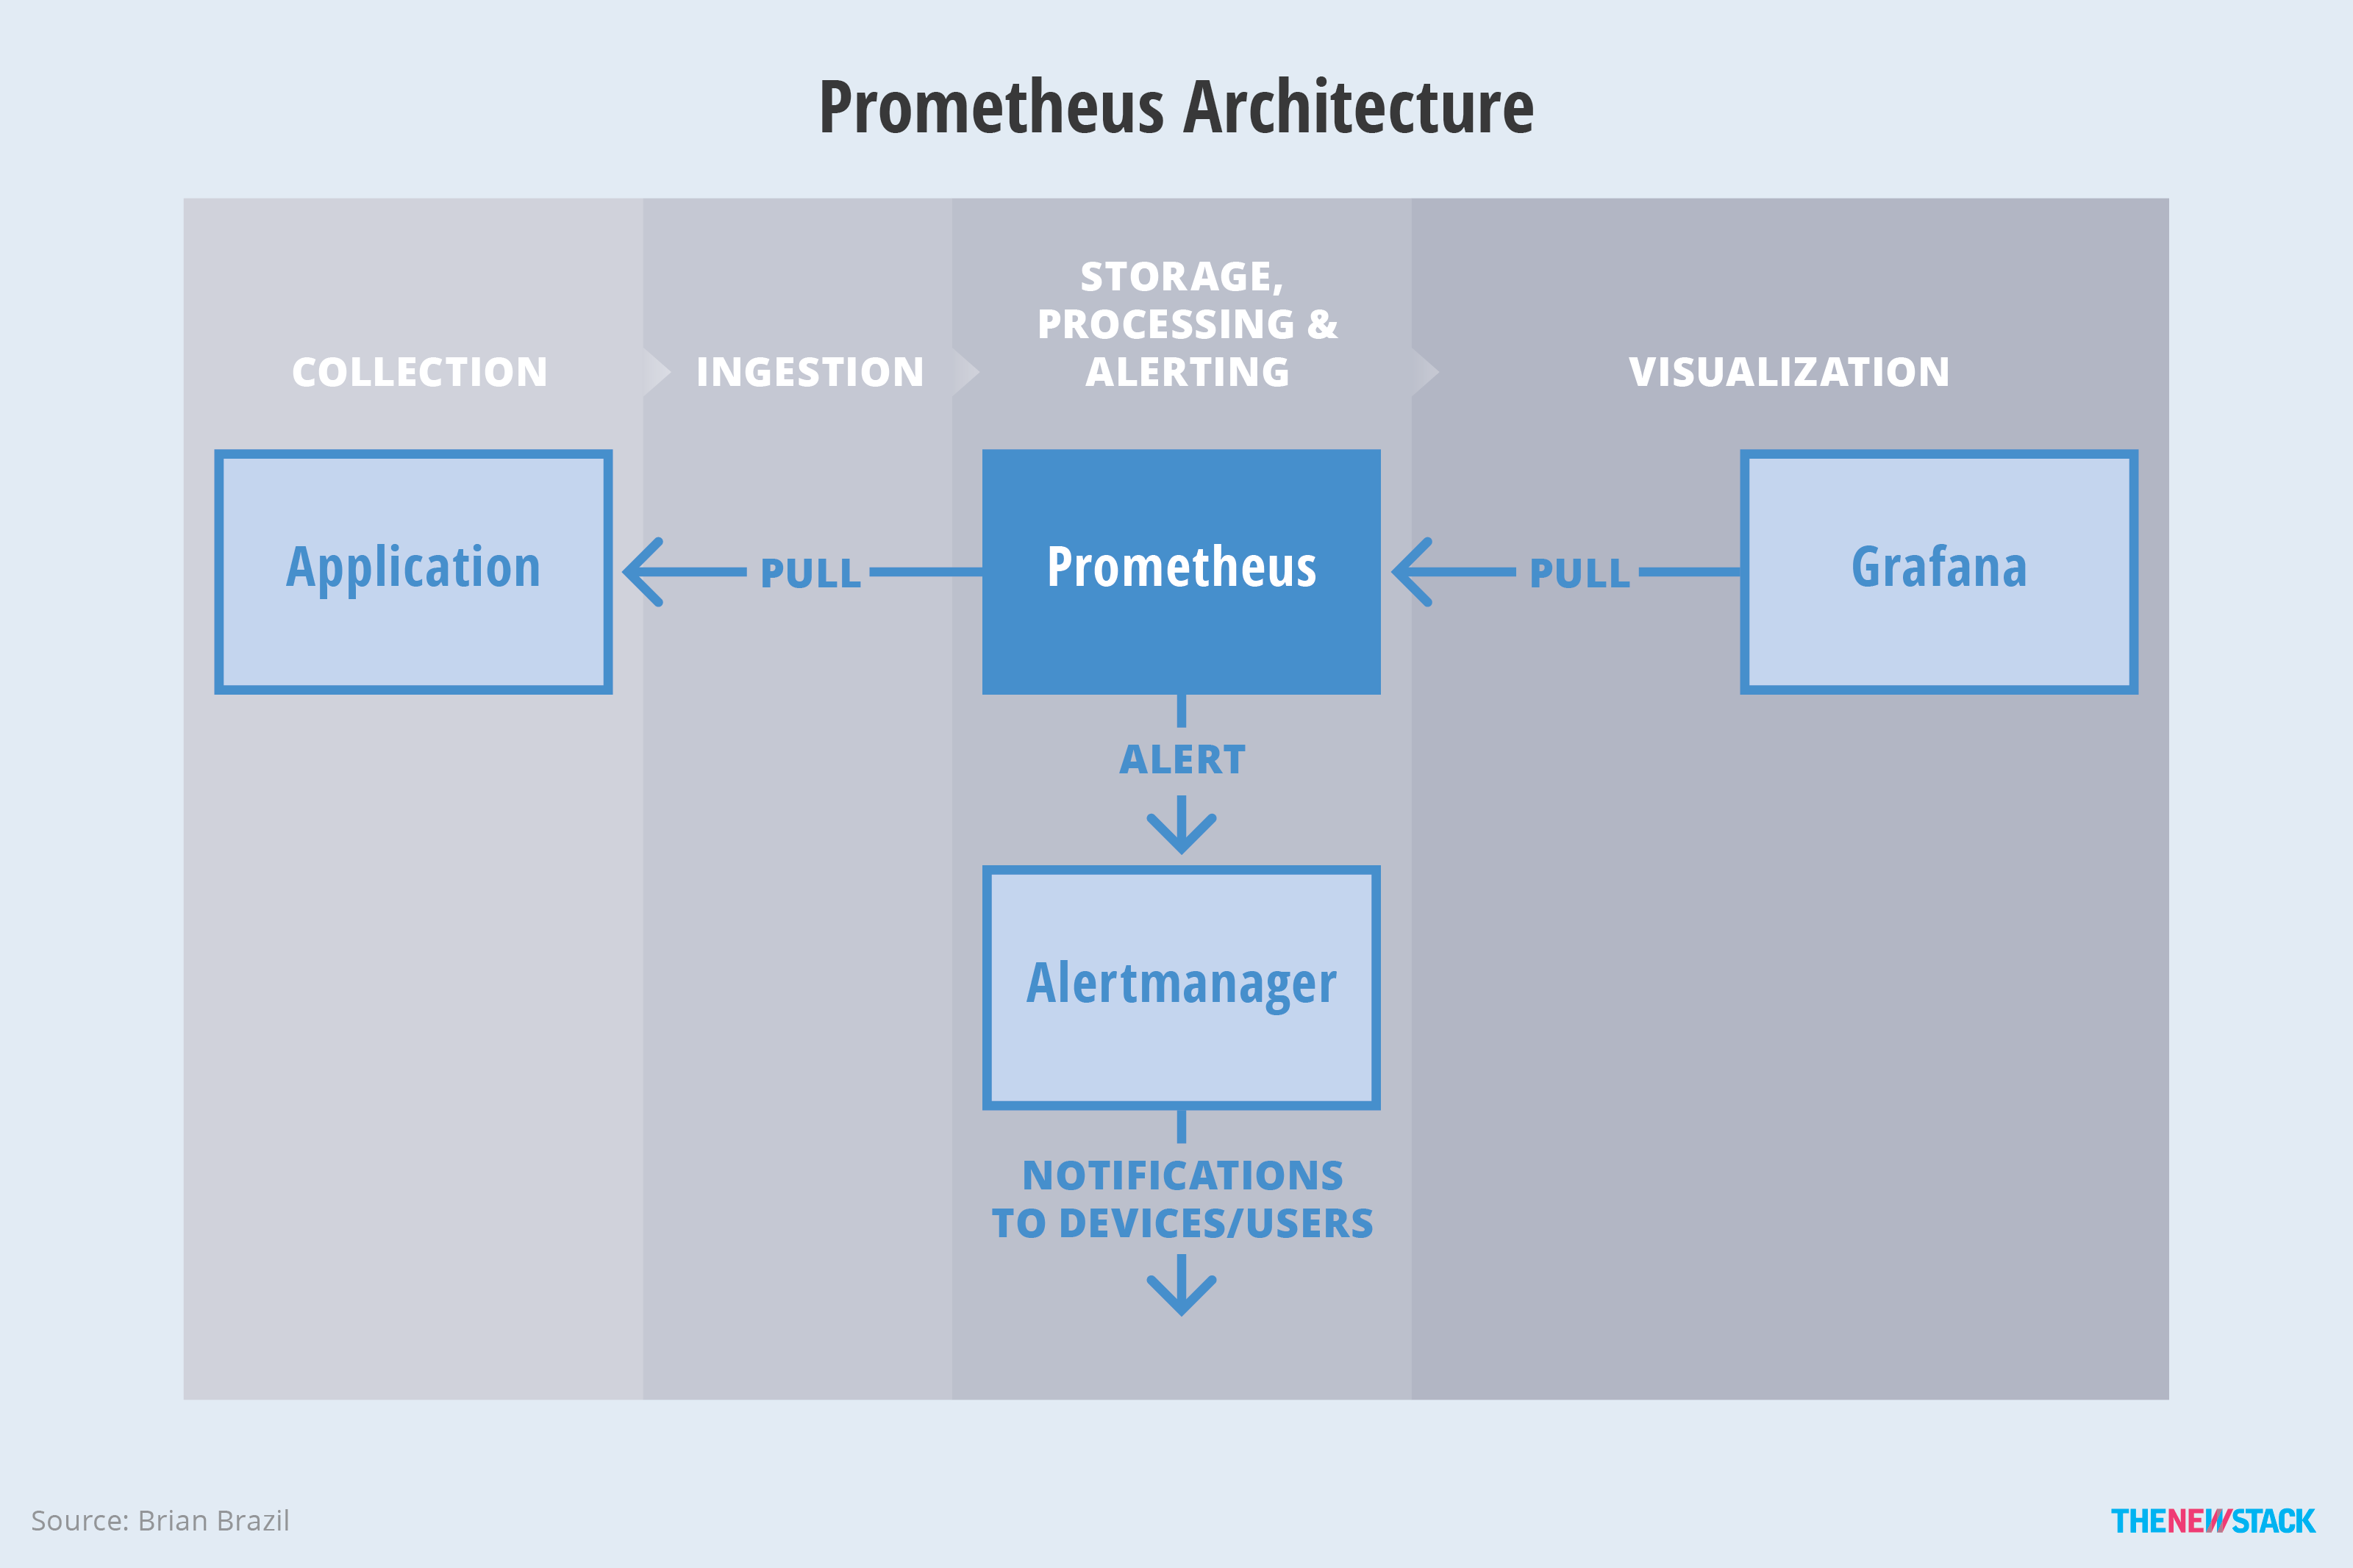 Prometheus Architecture
COLLECTION
INGESTION
STORAGE,
PROCESSING &
ALERTING
VISUALIZATION
Application
PULL
Prometheus
PULL
Grafana
ALERT
Alertmanager
NOTIFICATIONS
TO DEVICES/USERS
Source: Brian Brazil
THENEWSTACK